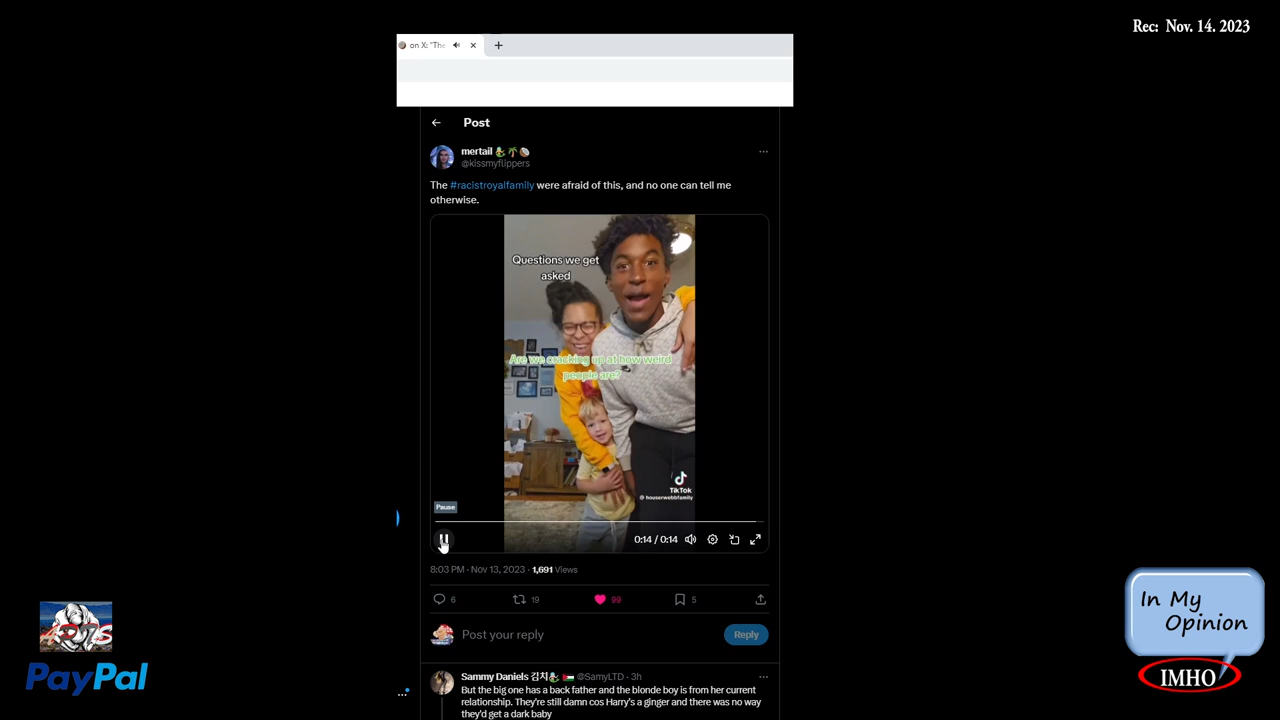 Rec: Nov. 14. 2023
on X: "The
Post
mertail
@kissmyflippers
The #racistroyalfamily were afraid of this, and no one can tell me
otherwise.
Questions we get
asked
Are we cracking up at how weird
people are?
TikTok
@ houserwebbfamily
Pause
0:14 / 0:14
8:03 PM · Nov 13, 2023 · 1,691 Views
6 19 99 5
Post your reply
Reply
Sammy Daniels 김치 @SamyLTD · 3h
But the big one has a back father and the blonde boy is from her current
relationship. They're still damn cos Harry's a ginger and there was no way
they'd get a dark baby
PayPal
In My
Opinion
IMHO